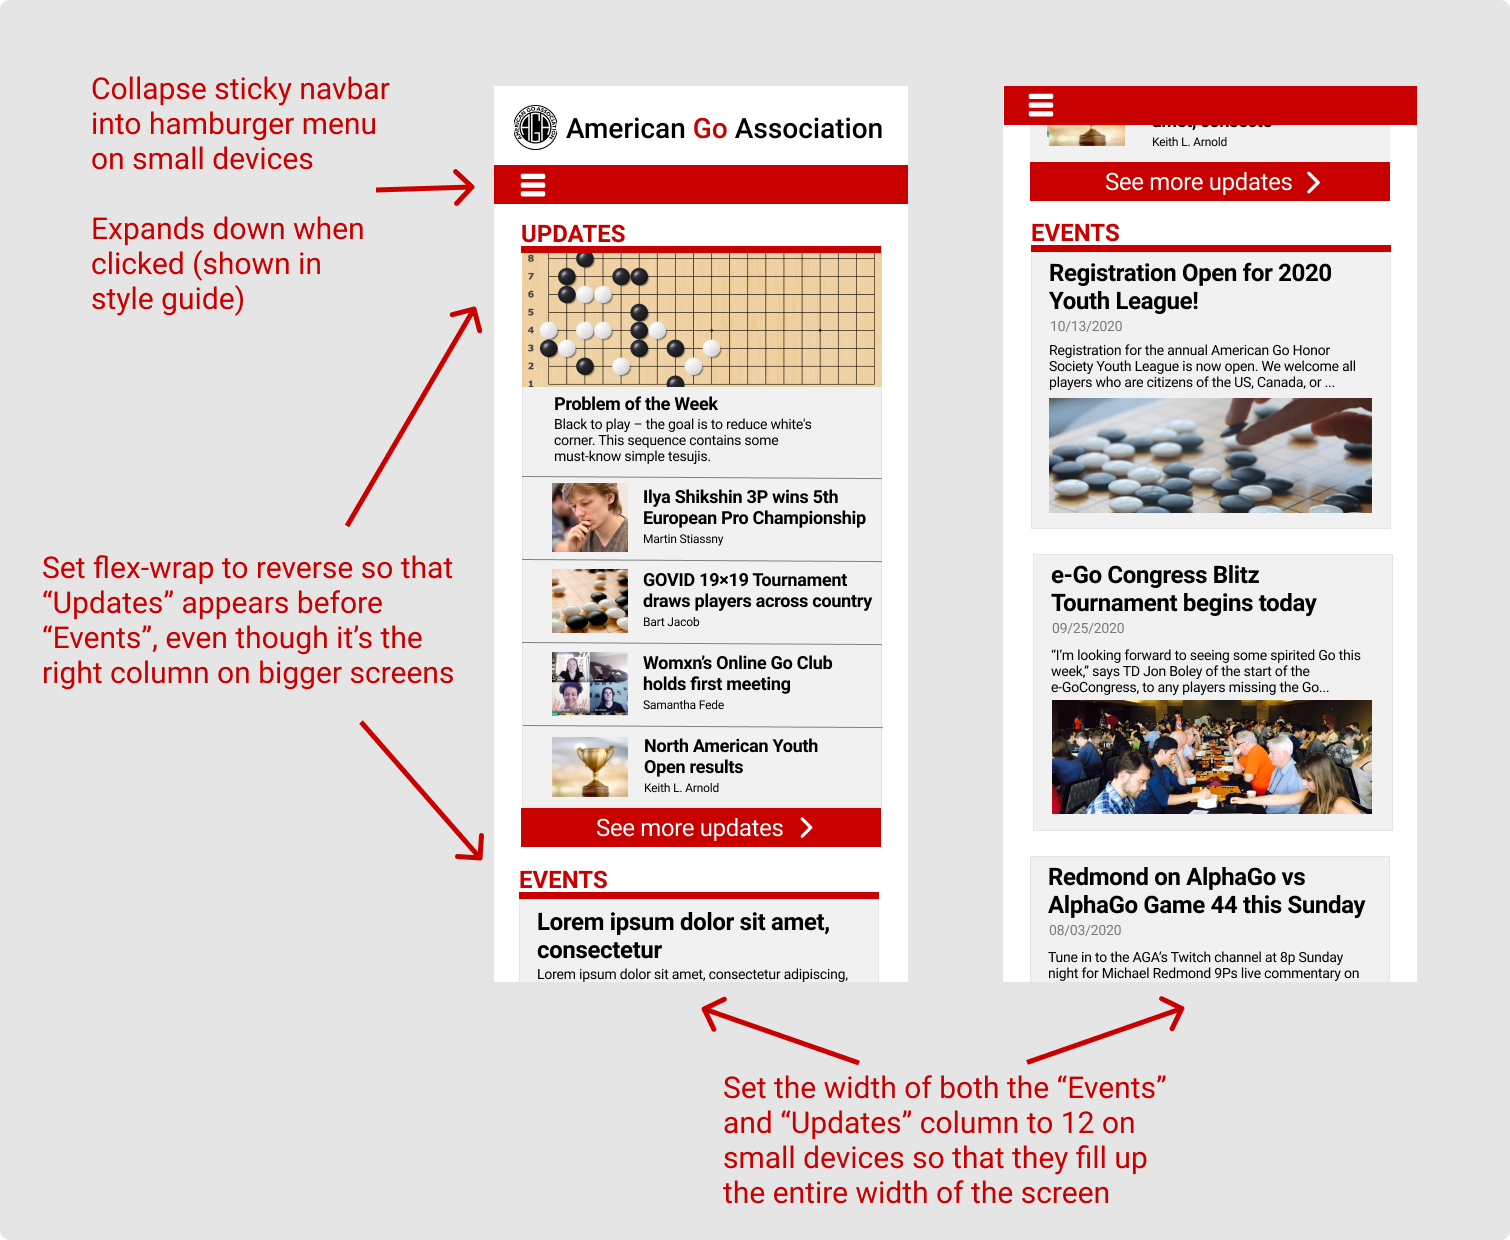 Collapse sticky navbar
into hamburger menu
on small devices
Expands down when
clicked (shown in
style guide)
Set flex-wrap to reverse so that
“Updates” appears before
“Events”, even though it’s the
right column on bigger screens
American Go Association
UPDATES
8
7
6
5
4
3
2
1
Problem of the Week
Black to play – the goal is to reduce white's
corner. This sequence contains some
must-know simple tesujis.
Ilya Shikshin 3P wins 5th
European Pro Championship
Martin Stiassny
GOVID 19×19 Tournament
draws players across country
Bart Jacob
Womxn’s Online Go Club
holds first meeting
Samantha Fede
North American Youth
Open results
Keith L. Arnold
See more updates
EVENTS
Lorem ipsum dolor sit amet,
consectetur
Lorem ipsum dolor sit amet, consectetur adipiscing,
Keith L. Arnold
See more updates
EVENTS
Registration Open for 2020
Youth League!
10/13/2020
Registration for the annual American Go Honor
Society Youth League is now open. We welcome all
players who are citizens of the US, Canada, or ...
e-Go Congress Blitz
Tournament begins today
09/25/2020
“I’m looking forward to seeing some spirited Go this
week,” says TD Jon Boley of the start of the
e-GoCongress, to any players missing the Go...
Redmond on AlphaGo vs
AlphaGo Game 44 this Sunday
08/03/2020
Tune in to the AGA’s Twitch channel at 8p Sunday
night for Michael Redmond 9Ps live commentary on
Set the width of both the “Events”
and “Updates” column to 12 on
small devices so that they fill up
the entire width of the screen